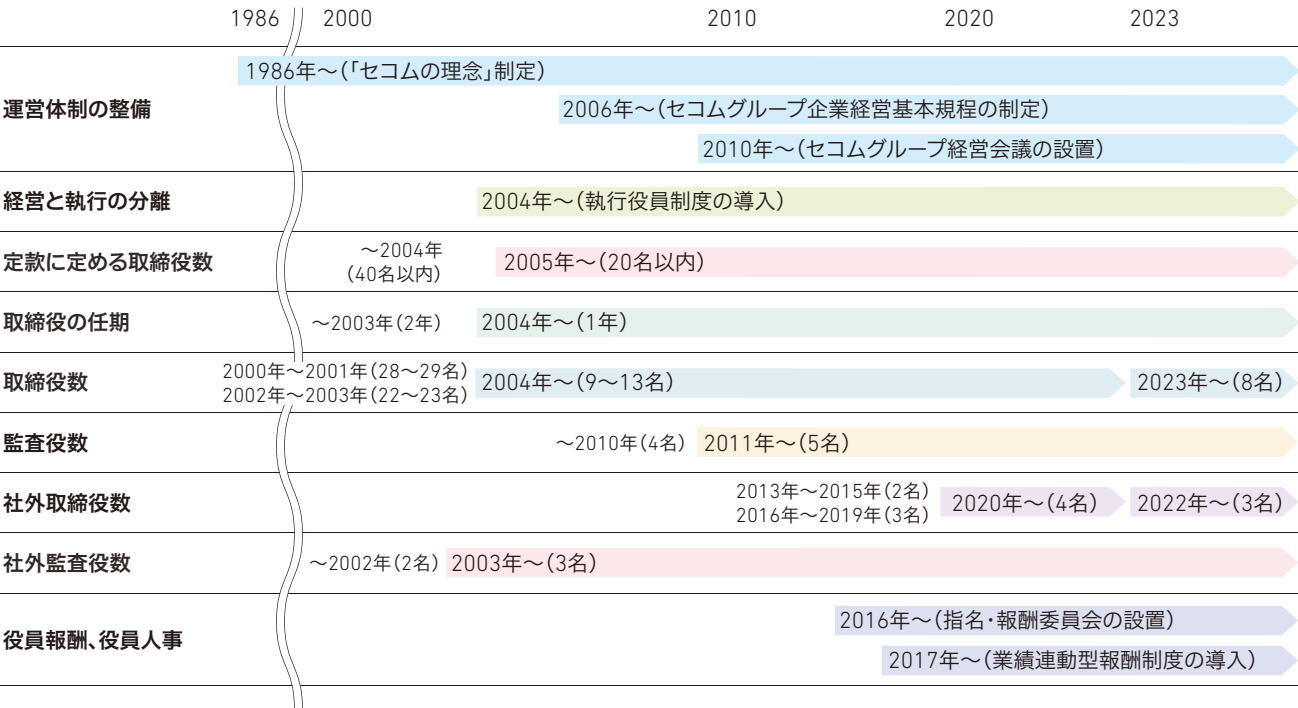 1986 2000 2010 2020 2023
運営体制の整備
1986年～(「セコムの理念」制定)
2006年～(セコムグループ企業経営基本規程の制定)
2010年～(セコムグループ経営会議の設置)
経営と執行の分離
2004年～(執行役員制度の導入)
定款に定める取締役数
～2004年
(40名以内)
2005年～(20名以内)
取締役の任期
～2003年(2年)
2004年～(1年)
取締役数
2000年～2001年(28～29名)
2002年～2003年(22～23名)
2004年～(9～13名)
2023年～(8名)
監査役数
～2010年(4名)
2011年～(5名)
社外取締役数
2013年～2015年(2名)
2016年～2019年(3名)
2020年～(4名)
2022年～(3名)
社外監査役数
～2002年(2名)
2003年～(3名)
役員報酬、役員人事
2016年～(指名・報酬委員会の設置)
2017年～(業績連動型報酬制度の導入)